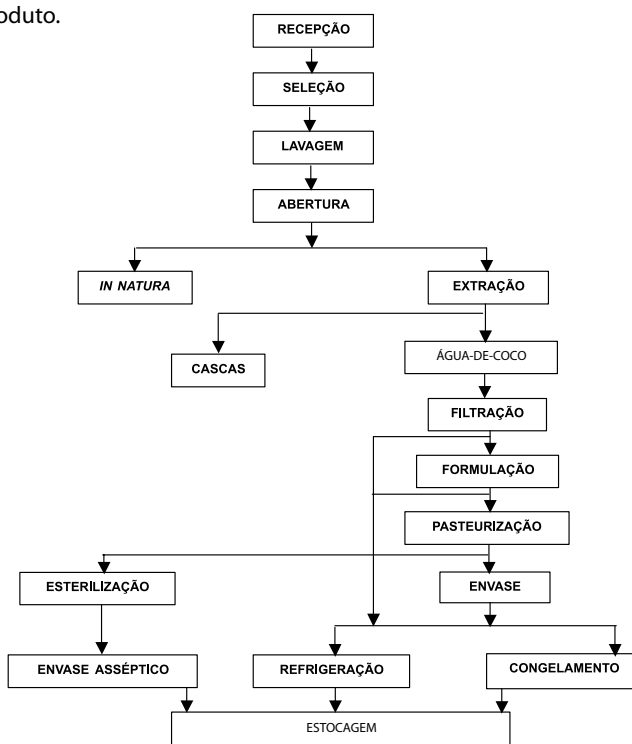 oduto.
RECEPÇÃO
SELEÇÃO
LAVAGEM
ABERTURA
IN NATURA
EXTRAÇÃO
CASCAS
ÁGUA-DE-COCO
FILTRAÇÃO
FORMULAÇÃO
PASTEURIZAÇÃO
ESTERILIZAÇÃO
ENVASE
ENVASE ASSÉPTICO
REFRIGERAÇÃO
CONGELAMENTO
ESTOCAGEM